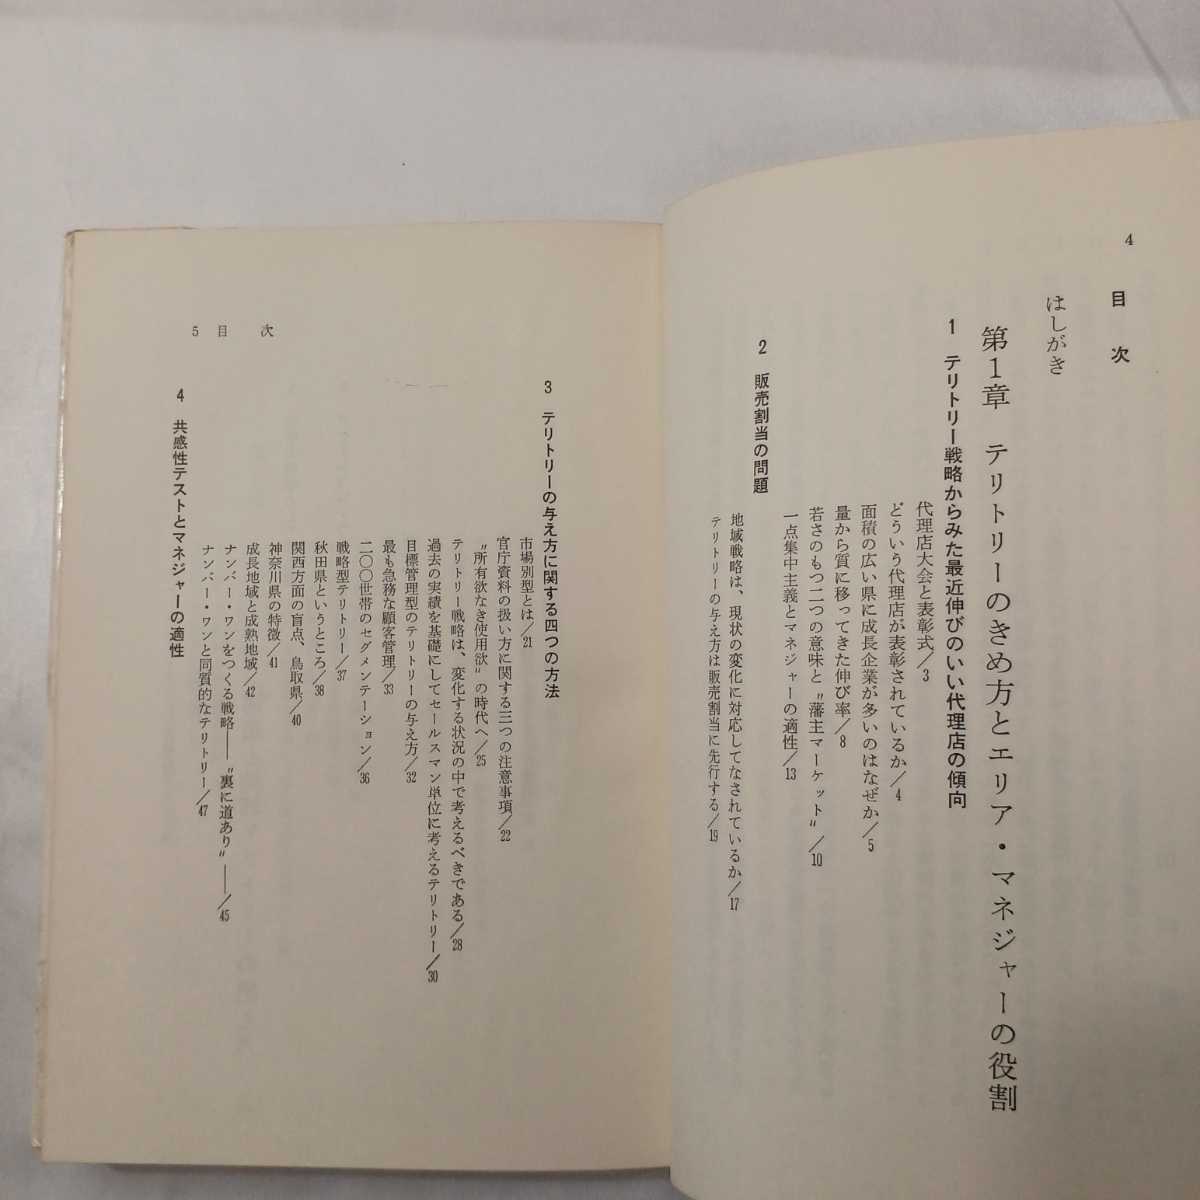 4
目 次
はしがき
第1章 テリトリーのきめ方とエリア・マネジャーの役割
1 テリトリー戦略からみた最近伸びのいい代理店の傾向
代理店大会と表彰式/3
どういう代理店が表彰されているか/4
面積の広い県に成長企業が多いのはなぜか/5
量から質に移ってきた伸び率/8
若さのもつ二つの意味と〝藩主マーケット〟/10
一点集中主義とマネジャーの適性/13
2 販売割当の問題
地域戦略は、現状の変化に対応してなされているか/17
テリトリーの与え方は販売割当に先行する/19
5 目 次
3 テリトリーの与え方に関する四つの方法
市場別型とは/21
官庁資料の扱い方に関する三つの注意事項/22
〝所有欲なき使用欲〟の時代へ/25
テリトリー戦略は、変化する状況の中で考えるべきである/28
過去の実績を基礎にしてセールスマン単位に考えるテリトリー/30
目標管理型のテリトリーの与え方/32
最も急務な顧客管理/33
二〇〇世帯のセグメンテーション/36
戦略型テリトリー/37
秋田県というところ/38
関西方面の盲点、鳥取県/40
神奈川県の特徴/41
成長地域と成熟地域/42
ナンバー・ワンをつくる戦略――〝裏に道あり〟――/45
ナンバー・ワンと同質的なテリトリー/47
4 共感性テストとマネジャーの適性